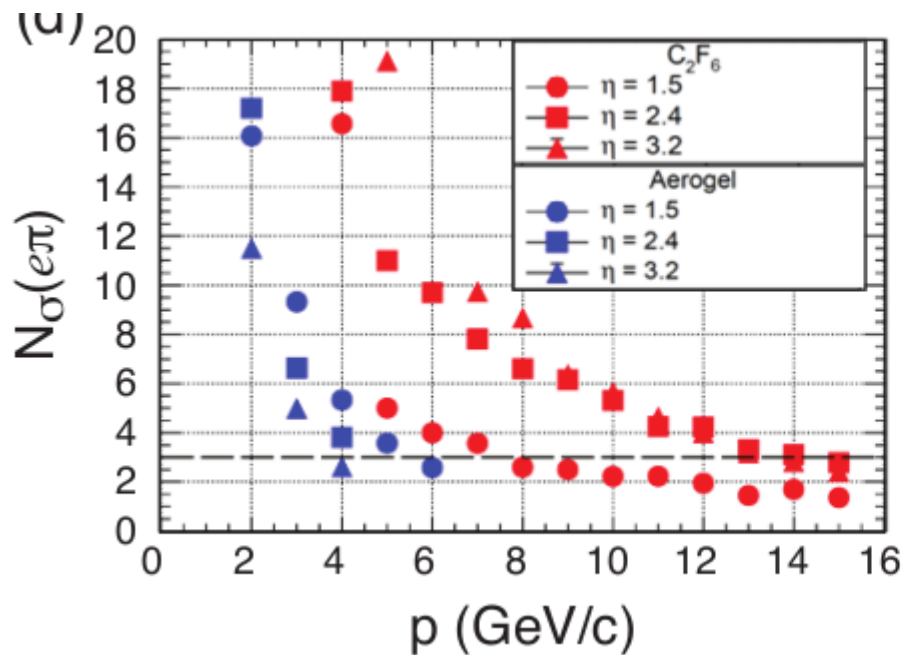 (d)
20
18
16
14
12
10
8
6
4
2
0
N_σ(eπ)
C₂F₆
η = 1.5
η = 2.4
η = 3.2
Aerogel
η = 1.5
η = 2.4
η = 3.2
0 2 4 6 8 10 12 14 16
p (GeV/c)